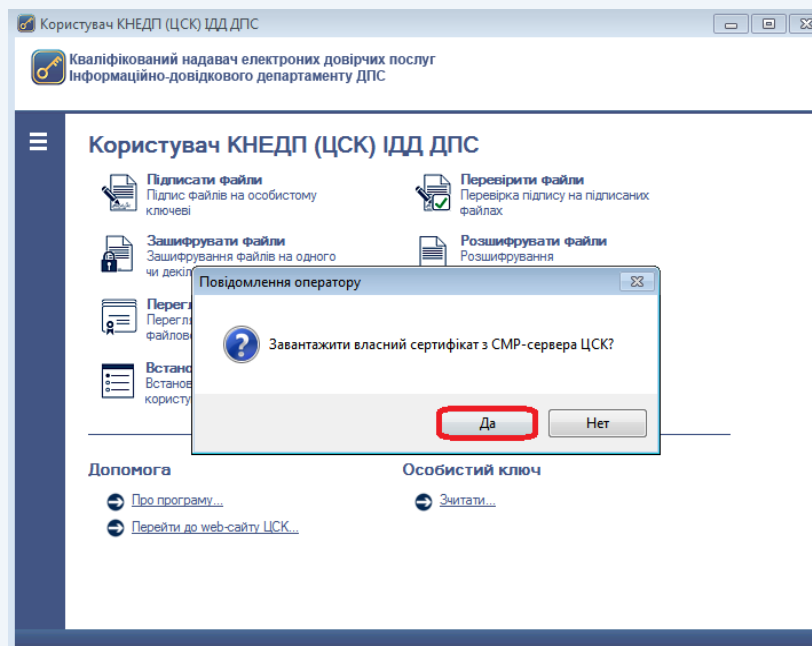 Користувач КНЕДП (ЦСК) ІДД ДПС
Кваліфікований надавач електроних довірчих послуг
Інформаційно-довідкового департаменту ДПС
Користувач КНЕДП (ЦСК) ІДД ДПС
Підписати файли
Підпис файлів на особистому
ключеві
Перевірити файли
Перевірка підпису на підписаних
файлах
Зашифрувати файли
Зашифрування файлів на одного
чи
Розшифрувати файли
Розшифрування
Повідомлення оператору
Завантажити власний сертифікат з СМР-сервера ЦСК?
Да
Нет
Допомога
Про програму...
Перейти до web-сайту ЦСК...
Особистий ключ
Зчитати...